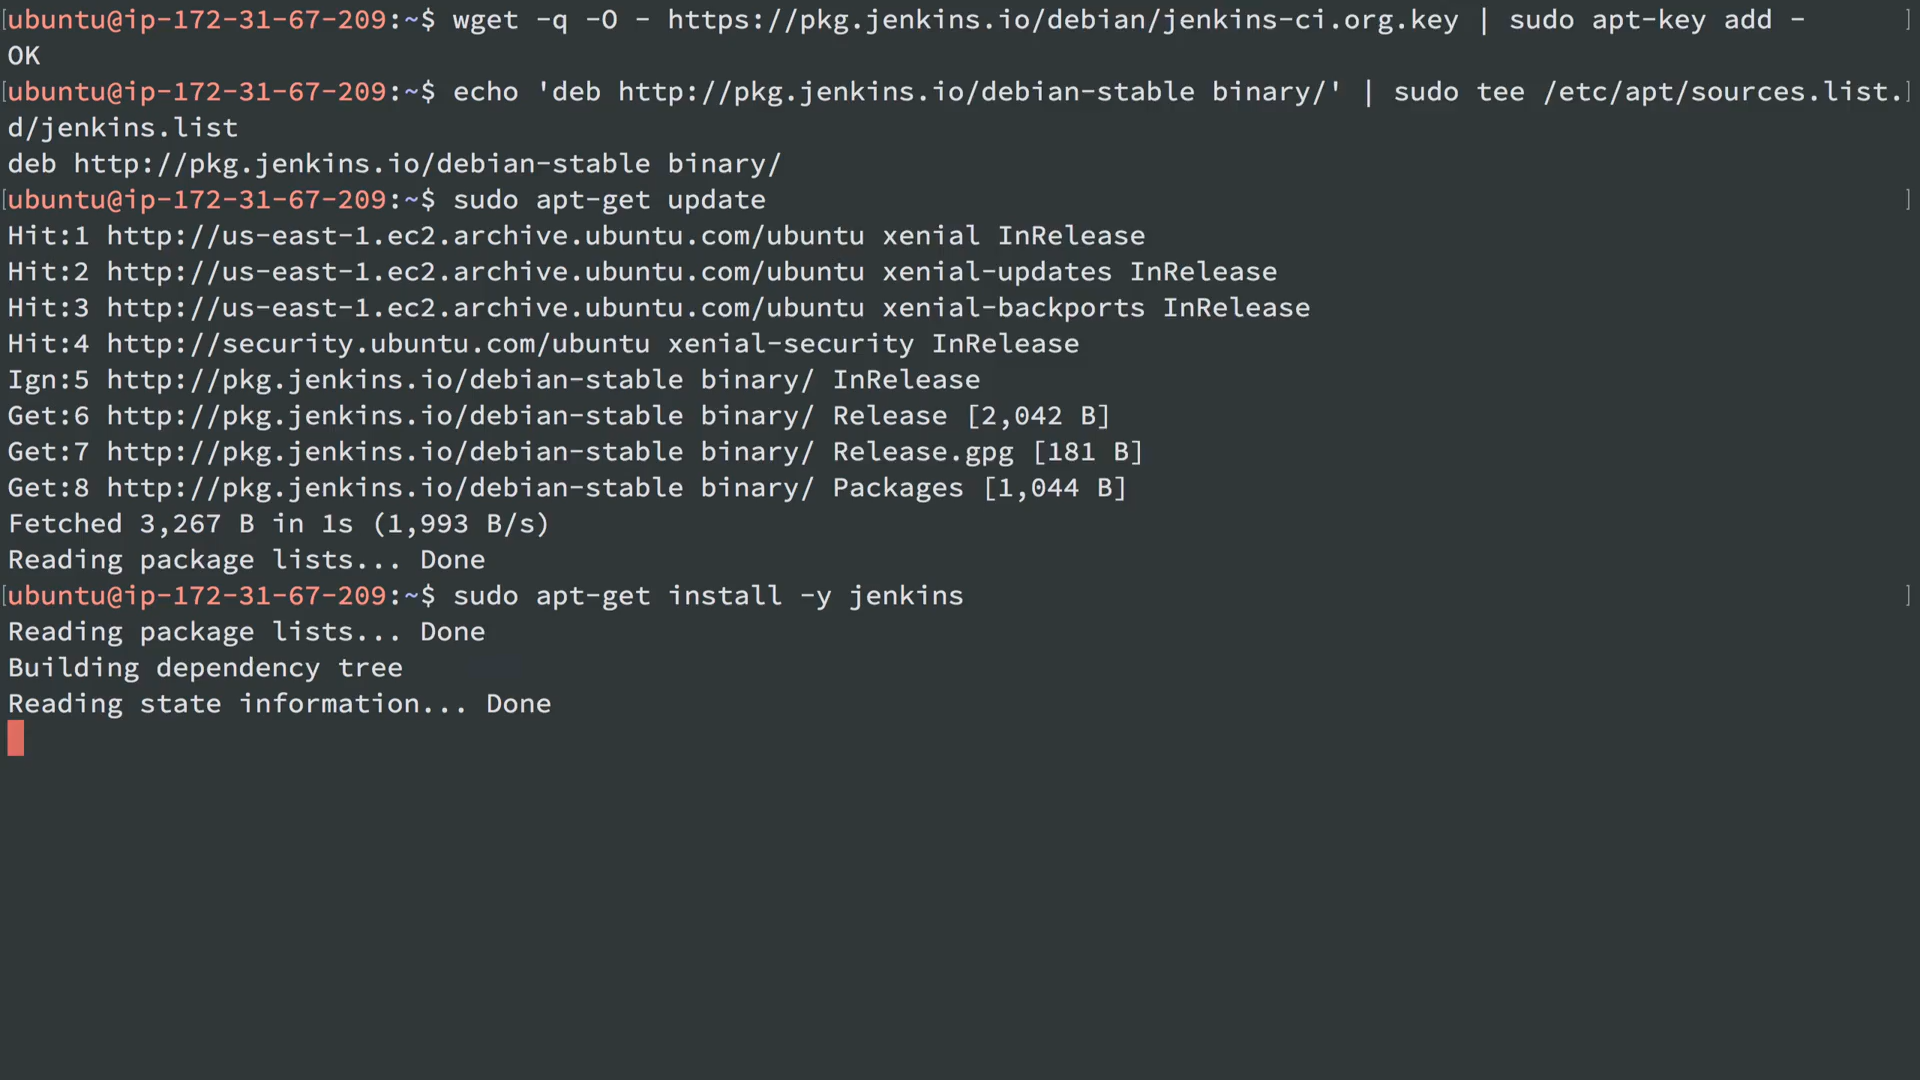 [ubuntu@ip-172-31-67-209:~$ wget -q -O - https://pkg.jenkins.io/debian/jenkins-ci.org.key | sudo apt-key add - ]
OK
[ubuntu@ip-172-31-67-209:~$ echo 'deb http://pkg.jenkins.io/debian-stable binary/' | sudo tee /etc/apt/sources.list.]
d/jenkins.list
deb http://pkg.jenkins.io/debian-stable binary/
[ubuntu@ip-172-31-67-209:~$ sudo apt-get update ]
Hit:1 http://us-east-1.ec2.archive.ubuntu.com/ubuntu xenial InRelease
Hit:2 http://us-east-1.ec2.archive.ubuntu.com/ubuntu xenial-updates InRelease
Hit:3 http://us-east-1.ec2.archive.ubuntu.com/ubuntu xenial-backports InRelease
Hit:4 http://security.ubuntu.com/ubuntu xenial-security InRelease
Ign:5 http://pkg.jenkins.io/debian-stable binary/ InRelease
Get:6 http://pkg.jenkins.io/debian-stable binary/ Release [2,042 B]
Get:7 http://pkg.jenkins.io/debian-stable binary/ Release.gpg [181 B]
Get:8 http://pkg.jenkins.io/debian-stable binary/ Packages [1,044 B]
Fetched 3,267 B in 1s (1,993 B/s)
Reading package lists... Done
[ubuntu@ip-172-31-67-209:~$ sudo apt-get install -y jenkins ]
Reading package lists... Done
Building dependency tree
Reading state information... Done